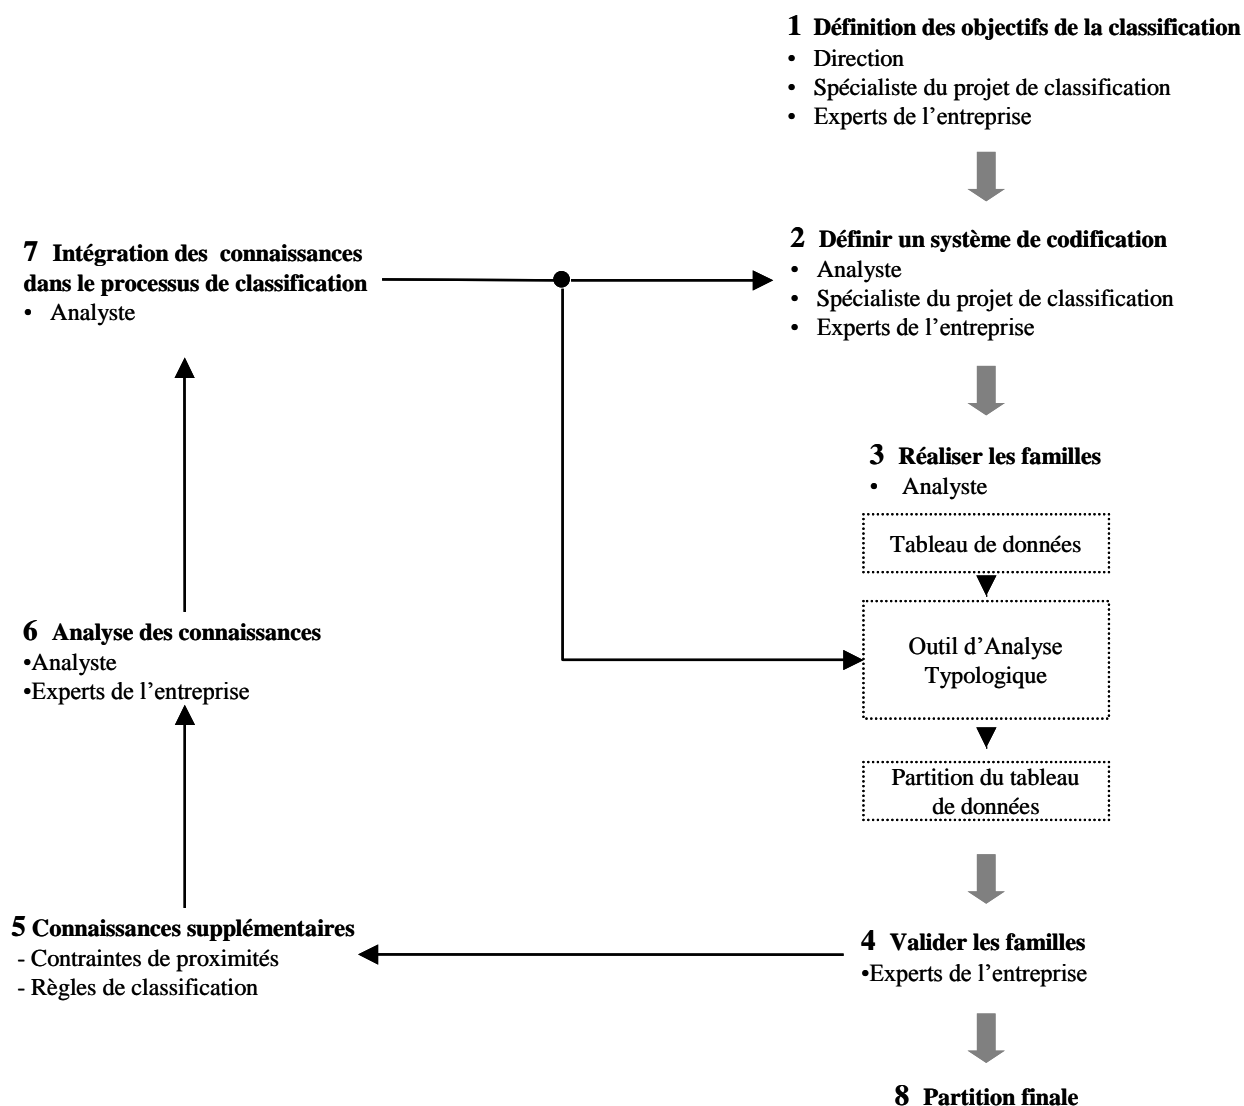 1 Définition des objectifs de la classification
• Direction
• Spécialiste du projet de classification
• Experts de l'entreprise
2 Définir un système de codification
• Analyste
• Spécialiste du projet de classification
• Experts de l'entreprise
3 Réaliser les familles
• Analyste
Tableau de données
Outil d'Analyse
Typologique
Partition du tableau
de données
4 Valider les familles
•Experts de l'entreprise
5 Connaissances supplémentaires
- Contraintes de proximités
- Règles de classification
6 Analyse des connaissances
•Analyste
•Experts de l'entreprise
7 Intégration des connaissances
dans le processus de classification
• Analyste
8 Partition finale